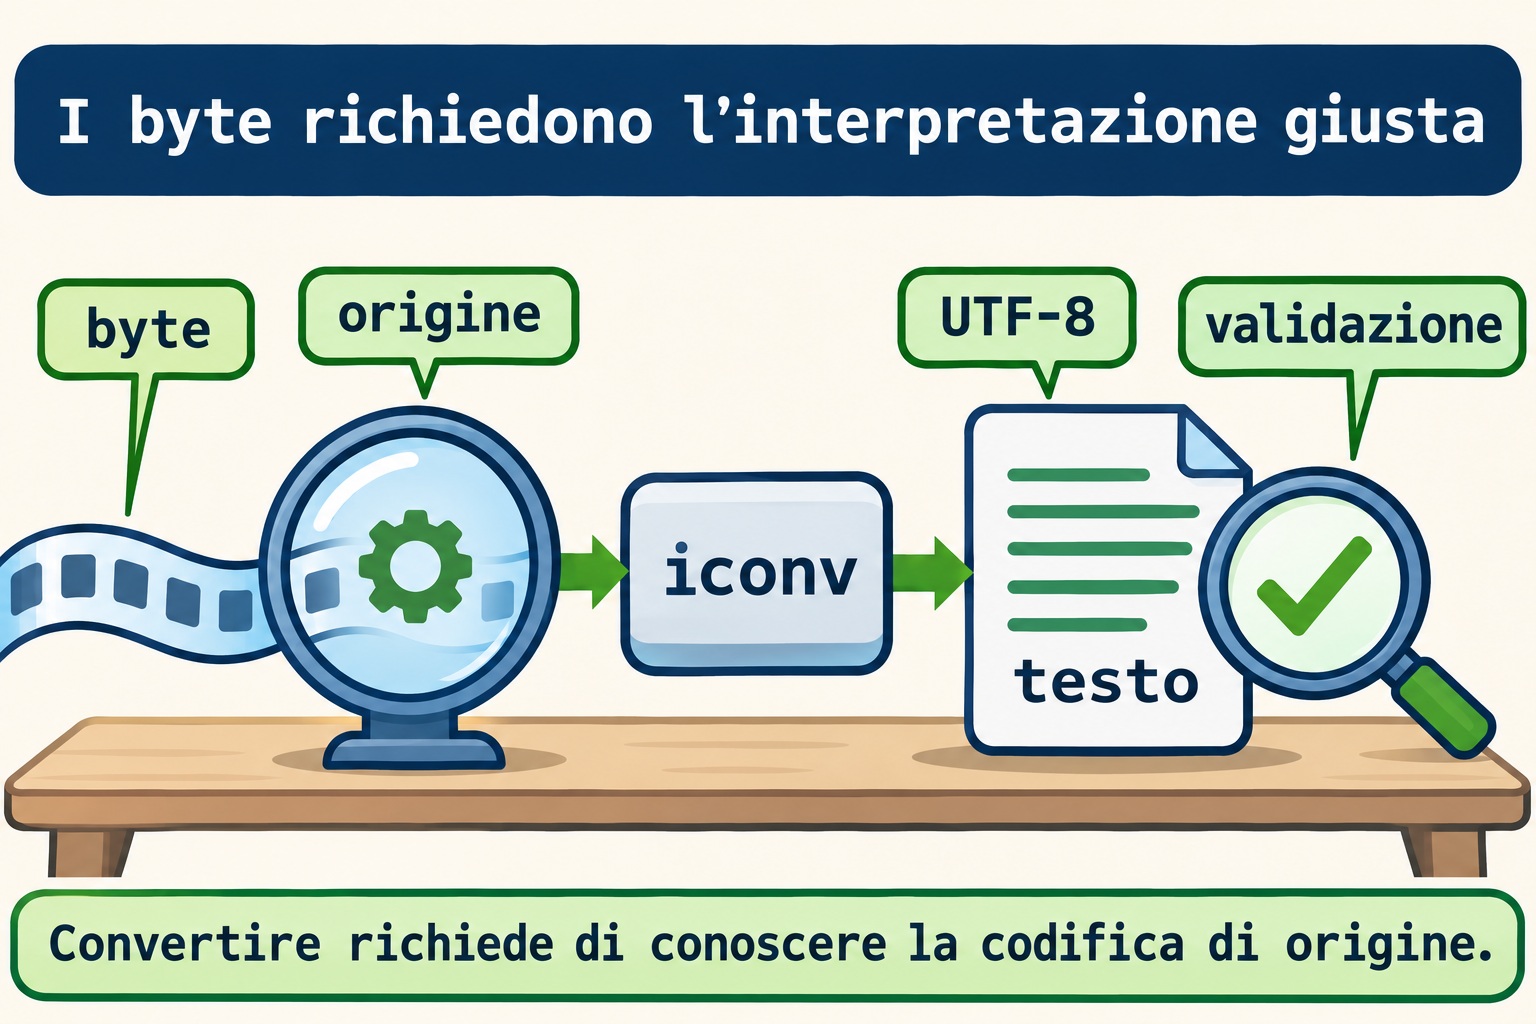 I byte richiedono l’interpretazione giusta
byte
origine
UTF-8
validazione
iconv
testo
Convertire richiede di conoscere la codifica di origine.